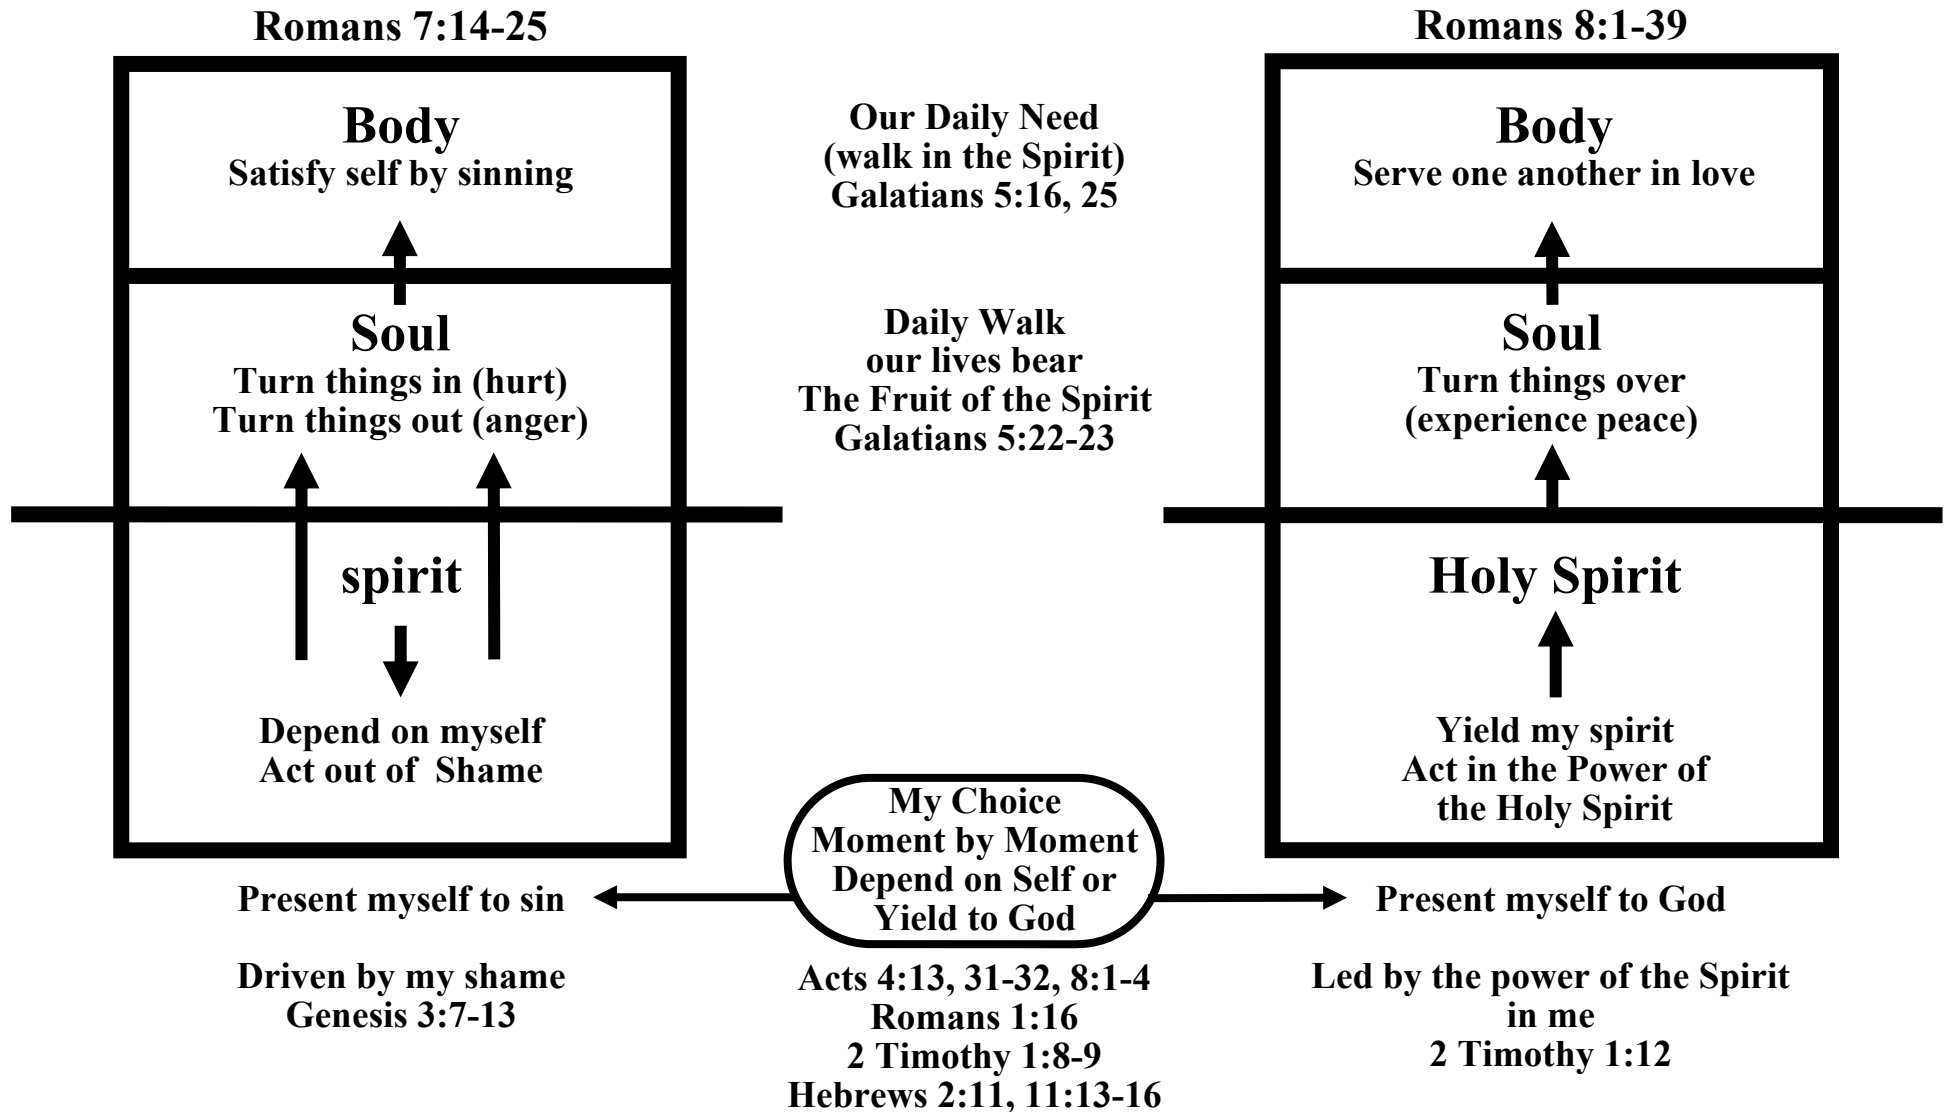 Romans 7:14-25
Body
Satisfy self by sinning
Soul
Turn things in (hurt)
Turn things out (anger)
spirit
Depend on myself
Act out of Shame
Present myself to sin
Driven by my shame
Genesis 3:7-13
Our Daily Need
(walk in the Spirit)
Galatians 5:16, 25
Daily Walk
our lives bear
The Fruit of the Spirit
Galatians 5:22-23
My Choice
Moment by Moment
Depend on Self or
Yield to God
Acts 4:13, 31-32, 8:1-4
Romans 1:16
2 Timothy 1:8-9
Hebrews 2:11, 11:13-16
Romans 8:1-39
Body
Serve one another in love
Soul
Turn things over
(experience peace)
Holy Spirit
Yield my spirit
Act in the Power of
the Holy Spirit
Present myself to God
Led by the power of the Spirit
in me
2 Timothy 1:12